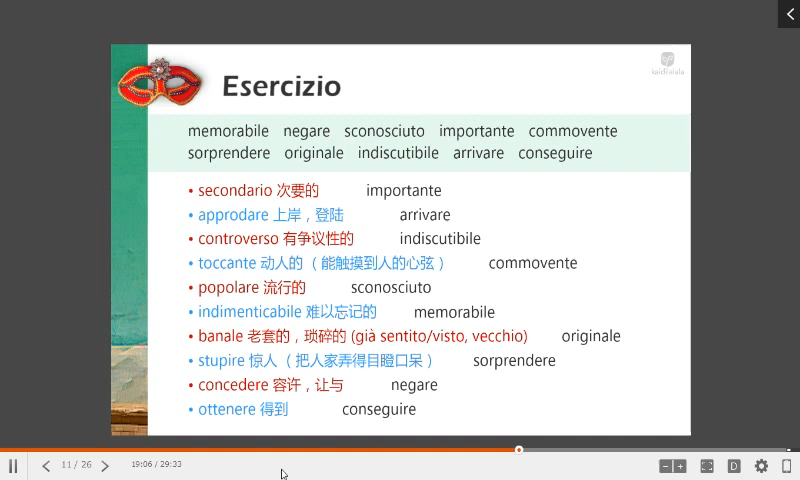 Esercizio
memorabile negare sconosciuto importante commovente
sorprendere originale indiscutibile arrivare conseguire
• secondario 次要的 importante
• approdare 上岸，登陆 arrivare
• controverso 有争议性的 indiscutibile
• toccante 动人的（能触摸到人的心弦） commovente
• popolare 流行的 sconosciuto
• indimenticabile 难以忘记的 memorabile
• banale 老套的，琐碎的 (già sentito/visto, vecchio) originale
• stupire 惊人（把人家弄得目瞪口呆） sorprendere
• concedere 容许，让与 negare
• ottenere 得到 conseguire
11 / 26 19:06 / 29:33 D